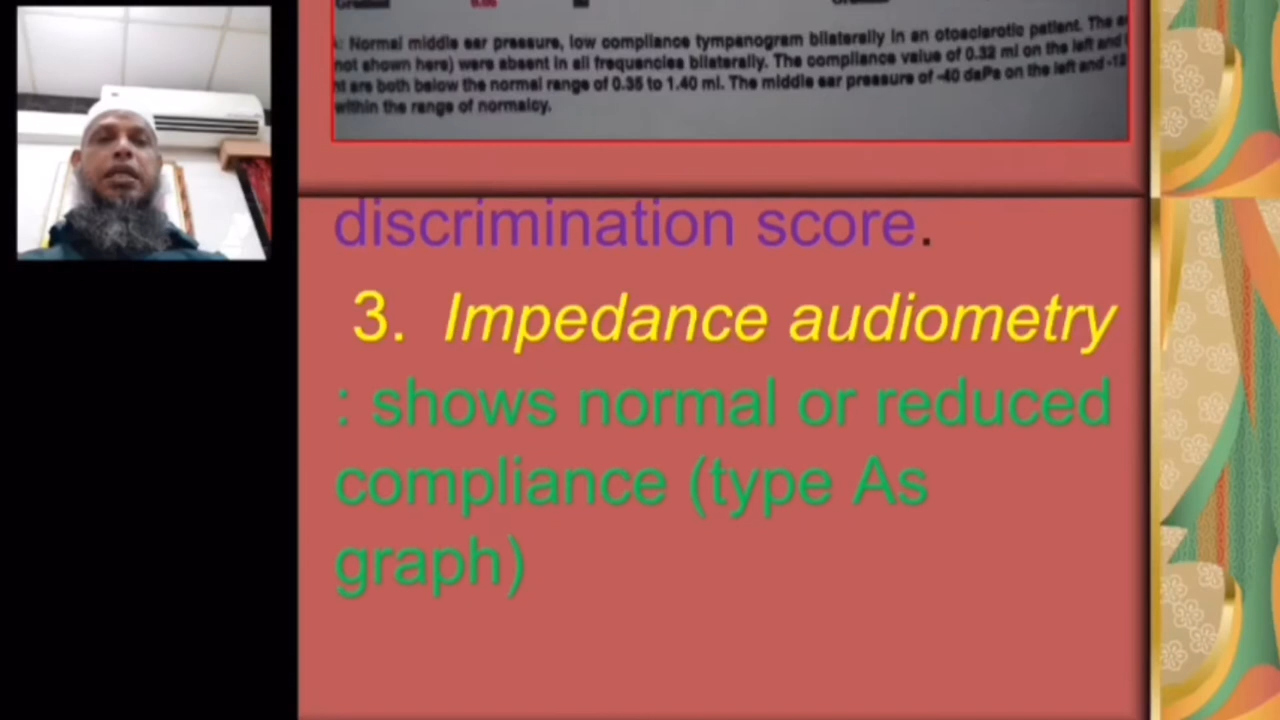 Normal middle ear pressure, low compliance tympanogram bilaterally in an otosclerotic patient. The
not shown here) were absent in all frequencies bilaterally. The compliance value of 0.32 ml on the left and
are both below the normal range of 0.35 to 1.40 ml. The middle ear pressure of -40 daPa on the left and
within the range of normalcy.
discrimination score.
3. Impedance audiometry
: shows normal or reduced
compliance (type As
graph)